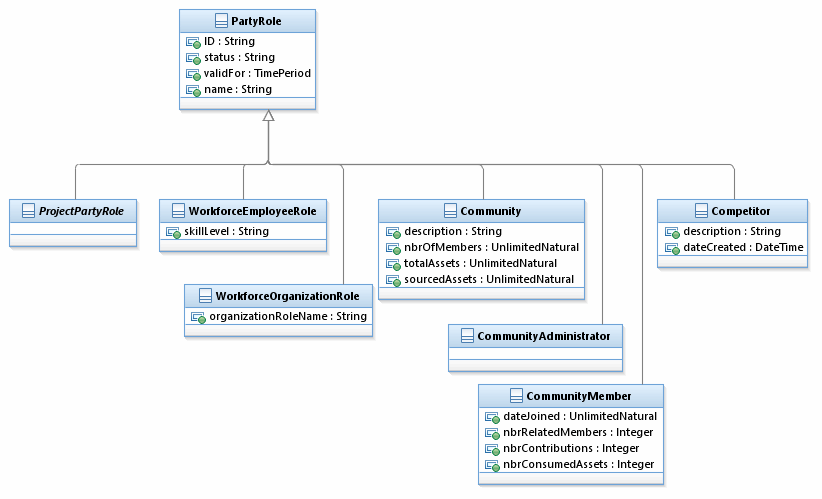 PartyRole
ID : String
status : String
validFor : TimePeriod
name : String
ProjectPartyRole
WorkforceEmployeeRole
skillLevel : String
Community
description : String
nbrOfMembers : UnlimitedNatural
totalAssets : UnlimitedNatural
sourcedAssets : UnlimitedNatural
Competitor
description : String
dateCreated : DateTime
WorkforceOrganizationRole
organizationRoleName : String
CommunityAdministrator
CommunityMember
dateJoined : UnlimitedNatural
nbrRelatedMembers : Integer
nbrContributions : Integer
nbrConsumedAssets : Integer